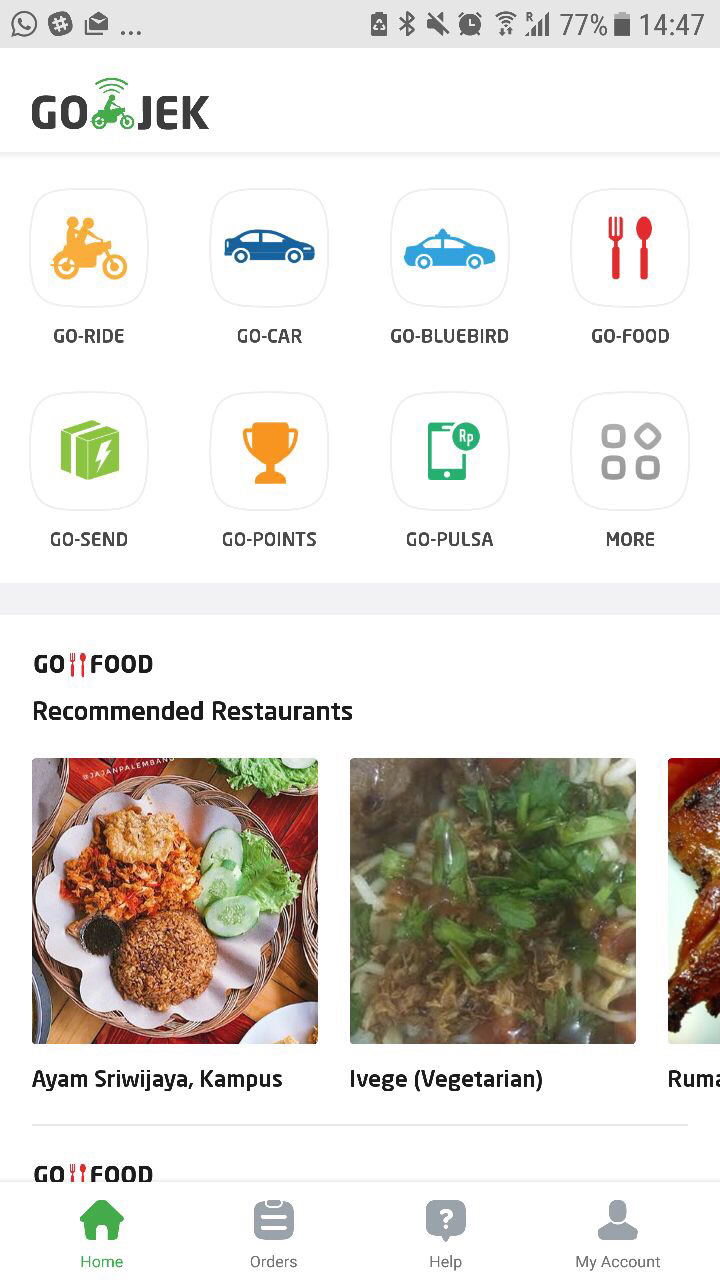 ... R 77% 14:47
GO JEK
GO-RIDE GO-CAR GO-BLUEBIRD GO-FOOD
Rp
GO-SEND GO-POINTS GO-PULSA MORE
GO FOOD
Recommended Restaurants
@JAJANPALEMBANG
Ayam Sriwijaya, Kampus Ivege (Vegetarian) Ruma
GO FOOD
?
Home Orders Help My Account